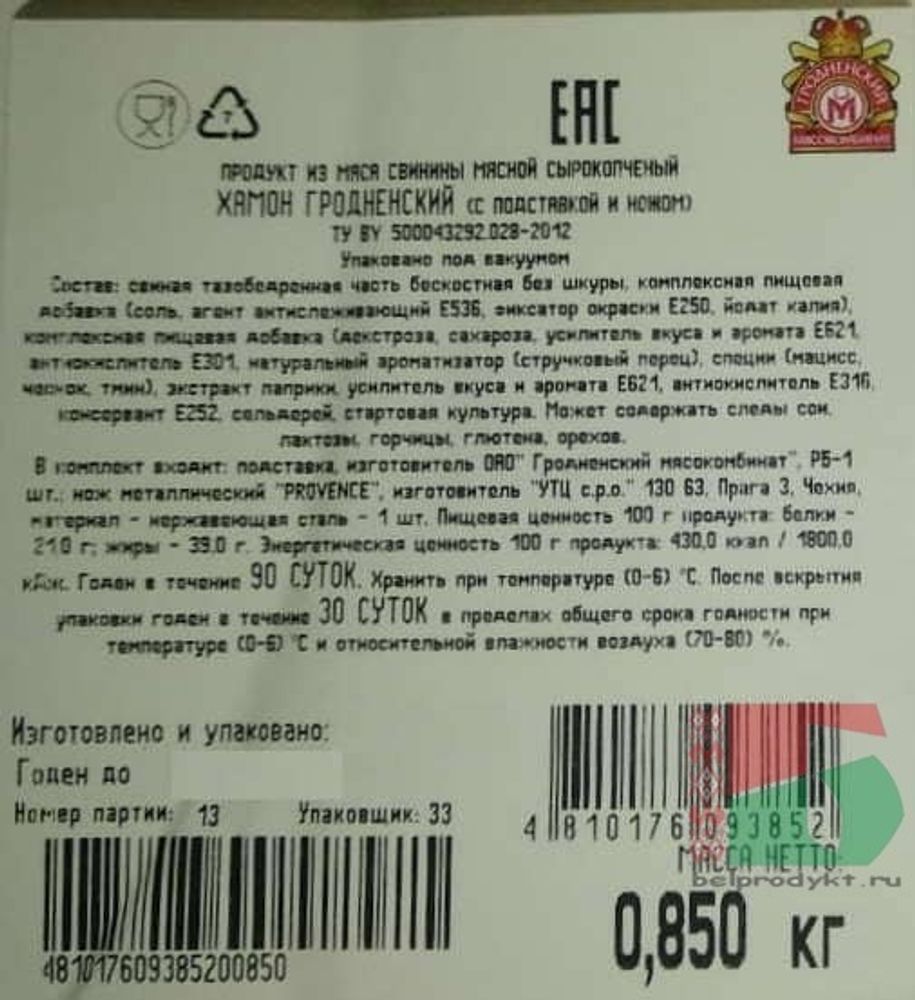 ГРОДНЕНСКИЙ
МЯСОКОМБИНАТ
7
EAC
ПРОДУКТ ИЗ МЯСА СВИНИНЫ МЯСНОЙ СЫРОКОПЧЕНЫЙ
ХАМОН ГРОДНЕНСКИЙ (С ПОДСТАВКОЙ И НОЖОМ)
ТУ BY 500043292.028-2012
Упаковано под вакуумом
Состав: свиная тазобедренная часть бескостная без шкуры, комплексная пищевая
добавка (соль, агент антислеживающий Е536, фиксатор окраски Е250, йодат калия),
комплексная пищевая добавка (декстроза, сахароза, усилитель вкуса и аромата Е621,
антиокислитель Е301, натуральный ароматизатор (стручковый перец), специи (мацисс,
чеснок, тмин), экстракт паприки, усилитель вкуса и аромата Е621, антиокислитель Е316,
консервант Е252, сельдерей, стартовая культура. Может содержать следы сои,
лактозы, горчицы, глютена, орехов.
В комплект входит: подставка, изготовитель ОАО" Гродненский мясокомбинат", РБ-1
шт.; нож металлический "PROVENCE", изготовитель "УТЦ с.р.о." 130 63, Прага 3, Чехия,
материал - нержавеющая сталь - 1 шт. Пищевая ценность 100 г продукта: белки -
21.0 г; жиры - 39.0 г. Энергетическая ценность 100 г продукта: 430,0 ккал / 1800,0
кДж. Годен в течение 90 СУТОК. Хранить при температуре (0-6) °С. После вскрытия
упаковки годен в течение 30 СУТОК в пределах общего срока годности при
температуре (0-6) °С и относительной влажности воздуха (70-80) %.
Изготовлено и упаковано:
Годен до
Номер партии: 13 Упаковщик: 33
481017609385200850
4 810176 093852
МАССА НЕТТО:
belprodykt.ru
0,850 кг